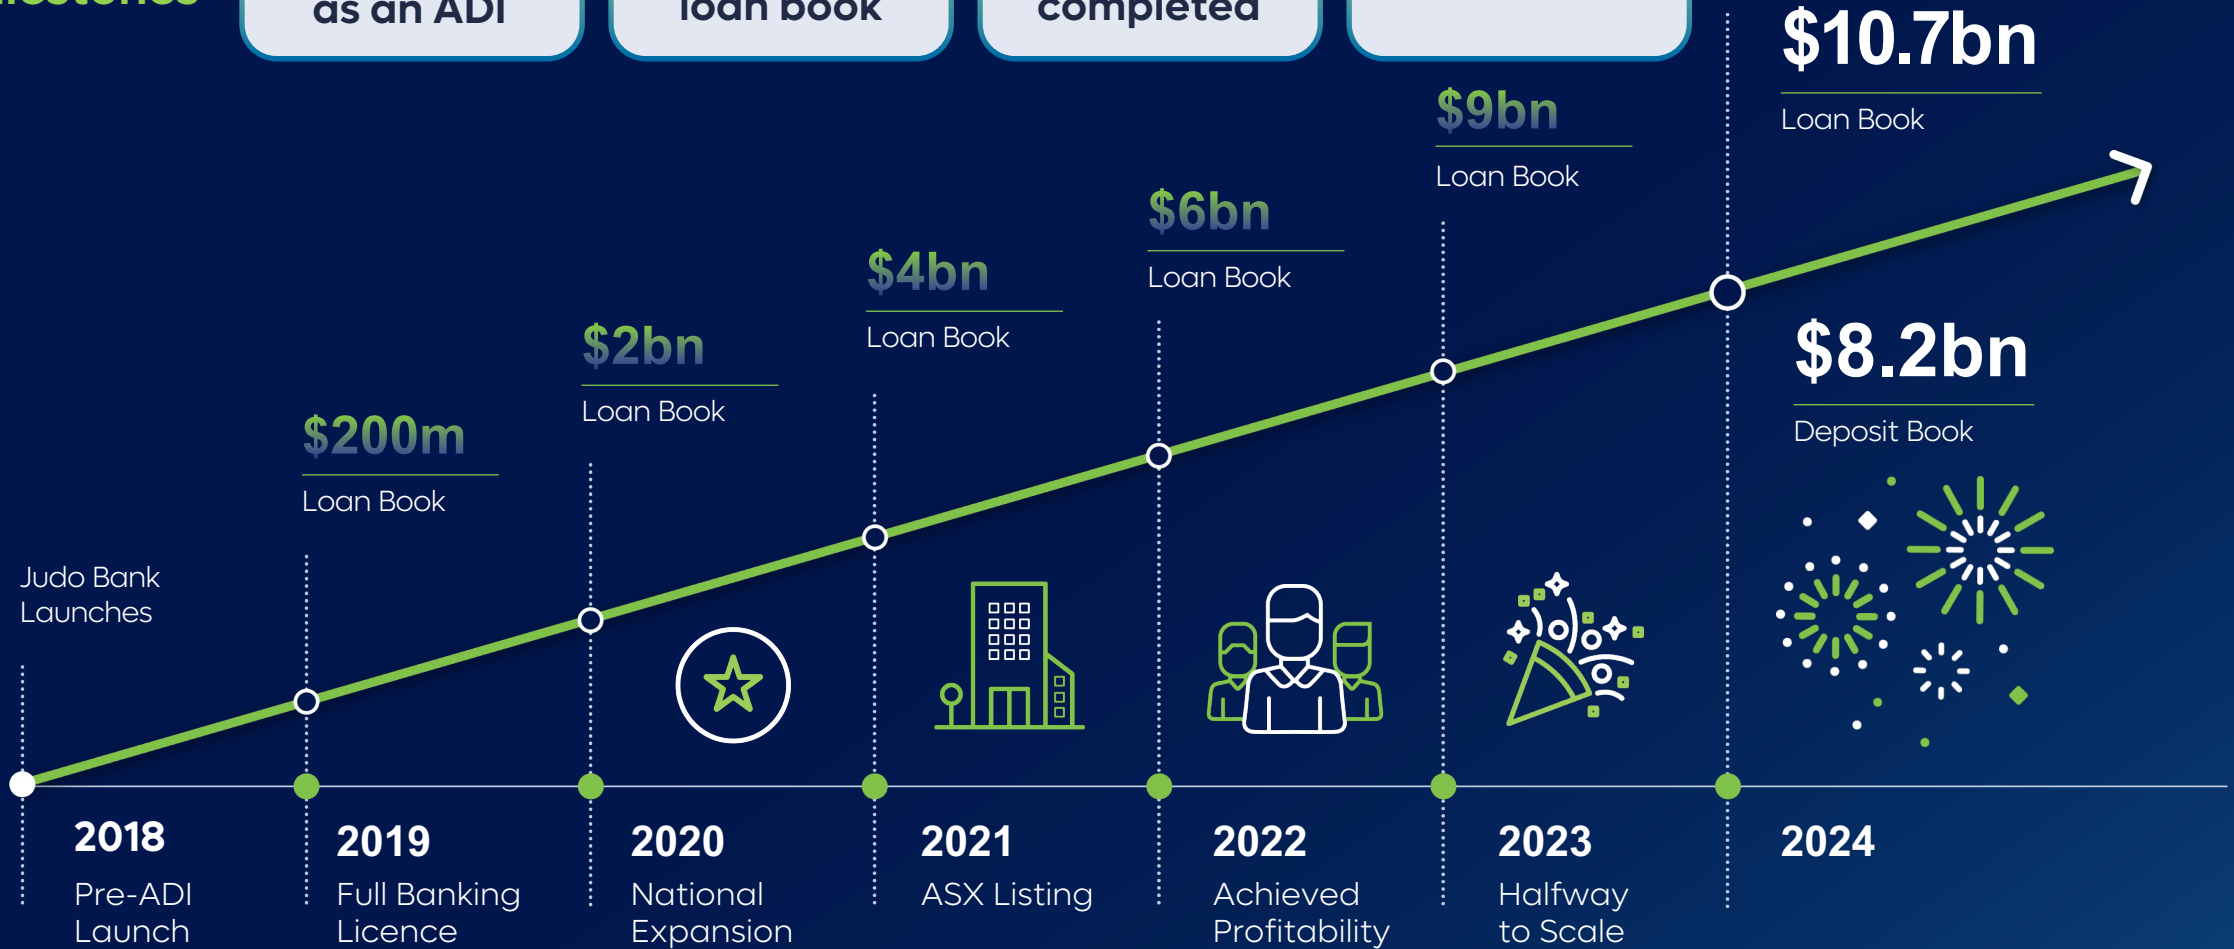 as an ADI
loan book
completed
$10.7bn
Loan Book
$9bn
Loan Book
$6bn
Loan Book
$4bn
Loan Book
$2bn
Loan Book
$200m
Loan Book
Judo Bank
Launches
$8.2bn
Deposit Book
2018
Pre-ADI
Launch
2019
Full Banking
Licence
2020
National
Expansion
2021
ASX Listing
2022
Achieved
Profitability
2023
Halfway
to Scale
2024